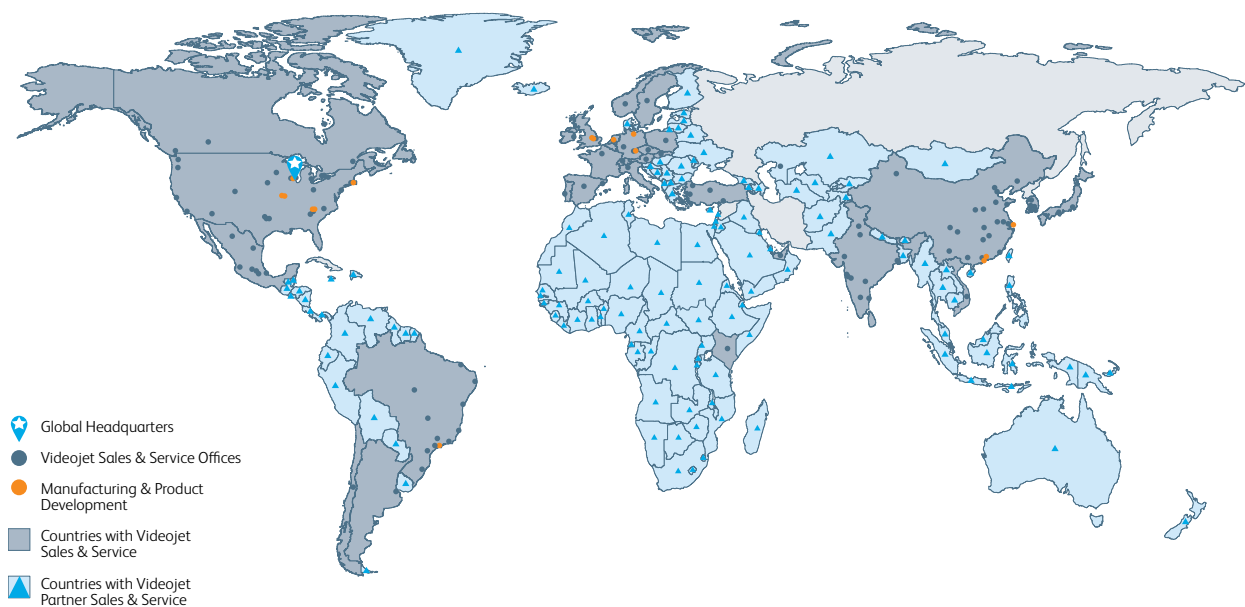 Global Headquarters
Videojet Sales & Service Offices
Manufacturing & Product
Development
Countries with Videojet
Sales & Service
Countries with Videojet
Partner Sales & Service